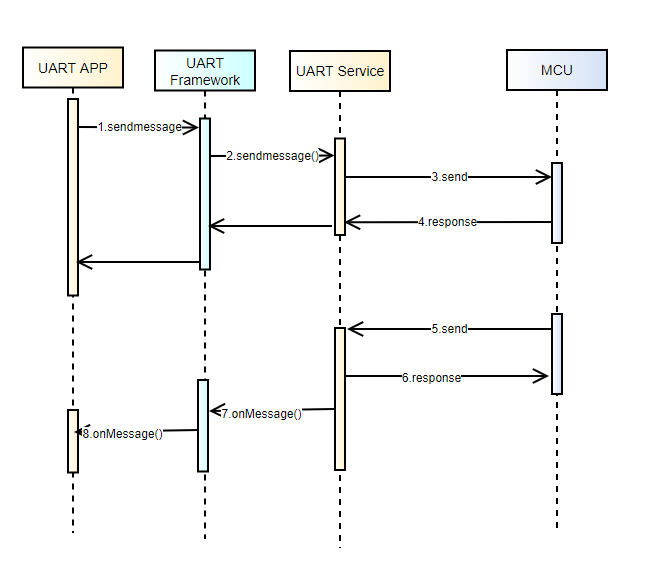 UART APP
UART
Framework
UART Service
MCU
1.sendmessage
2.sendmessage()
3.send
4.response
5.send
6.response
7.onMessage()
8.onMessage()